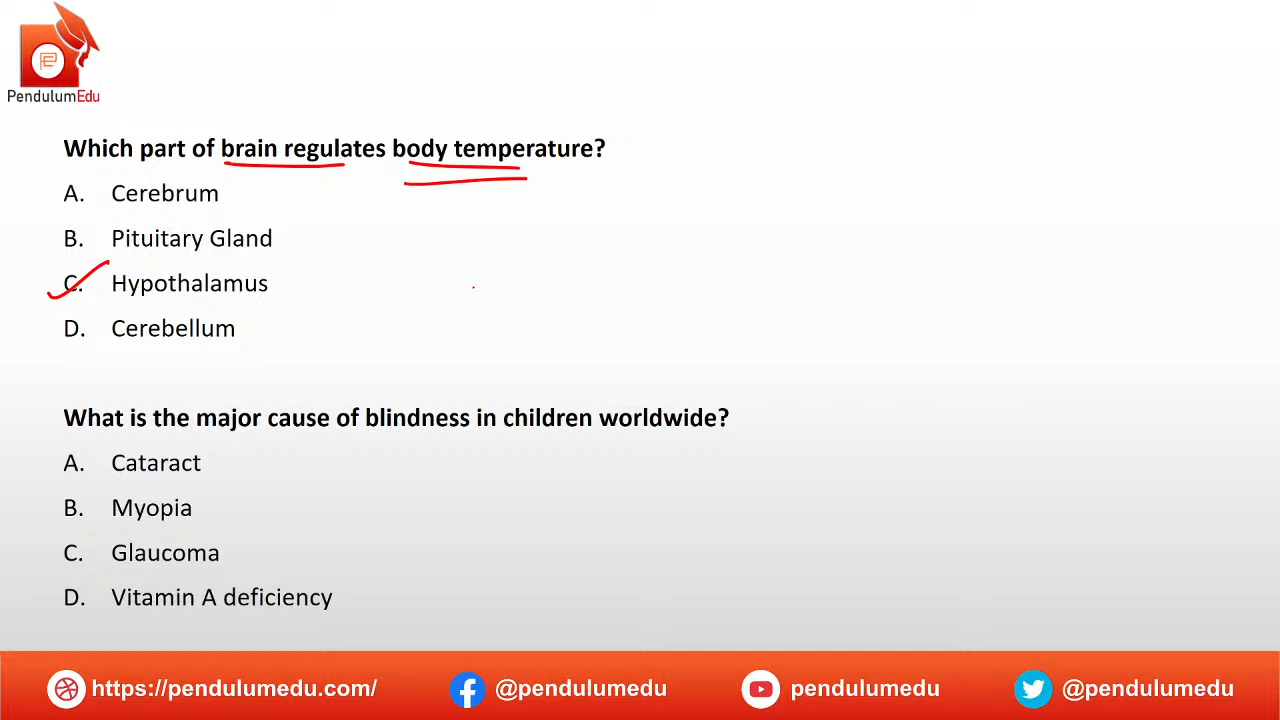 PendulumEdu
Which part of brain regulates body temperature?
A. Cerebrum
B. Pituitary Gland
C. Hypothalamus
D. Cerebellum
What is the major cause of blindness in children worldwide?
A. Cataract
B. Myopia
C. Glaucoma
D. Vitamin A deficiency
https://pendulumedu.com/ @pendulumedu pendulumedu @pendulumedu